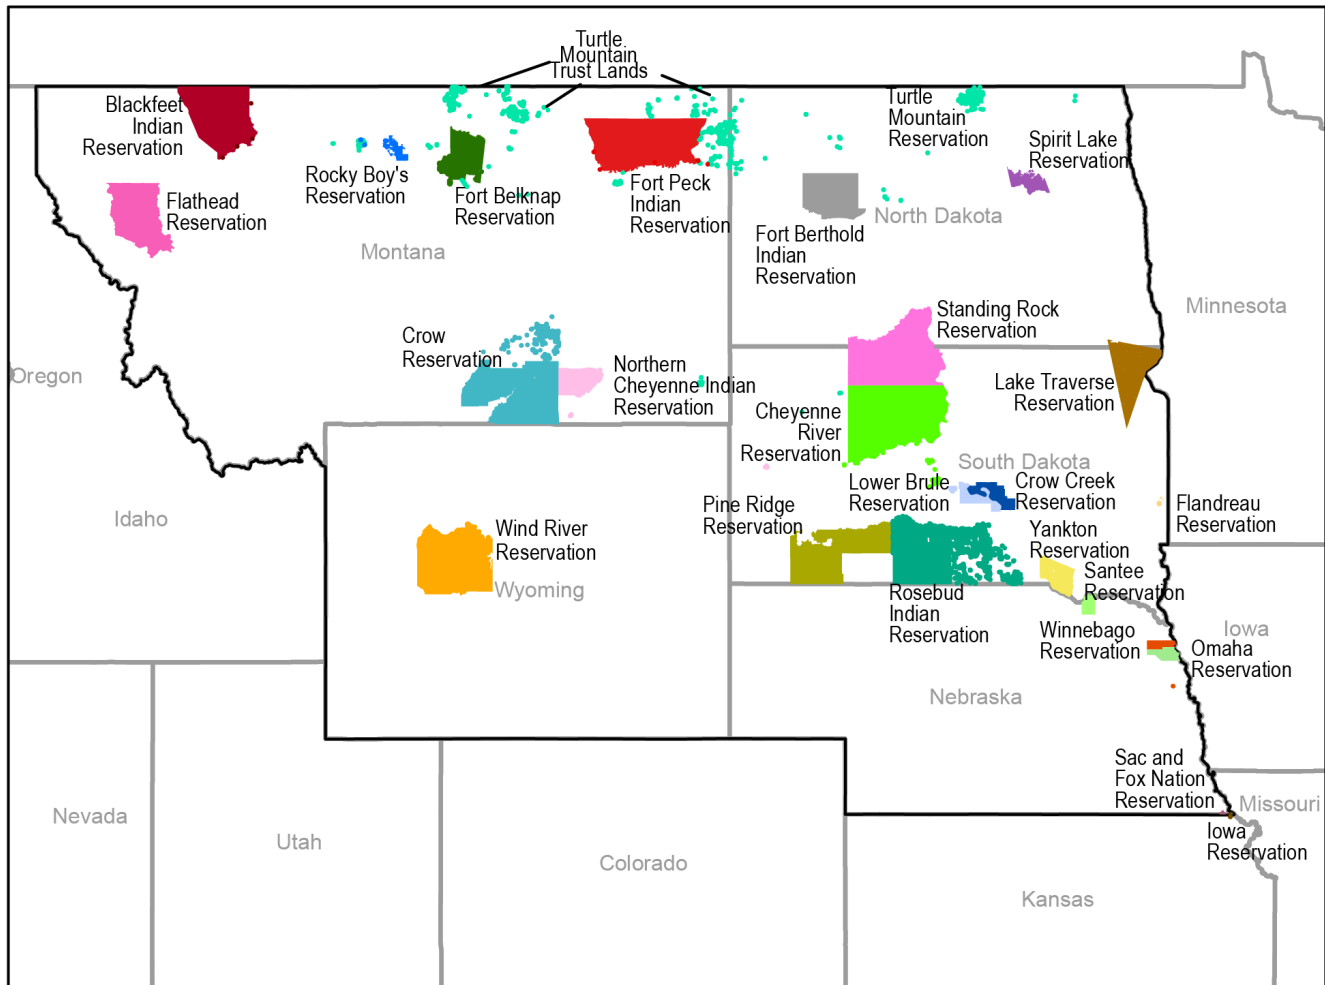 Turtle
Mountain
Trust Lands
Blackfeet
Indian
Reservation
Turtle
Mountain
Reservation
Spirit Lake
Reservation
Rocky Boy's
Reservation
Fort Belknap
Reservation
Fort Peck
Indian
Reservation
Flathead
Reservation
North Dakota
Fort Berthold
Indian
Reservation
Montana
Minnesota
Standing Rock
Reservation
Crow
Reservation
Northern
Cheyenne Indian
Reservation
Oregon
Lake Traverse
Reservation
Cheyenne
River
Reservation
South Dakota
Lower Brule
Reservation
Crow Creek
Reservation
Pine Ridge
Reservation
Flandreau
Reservation
Idaho
Wind River
Reservation
Wyoming
Yankton
Reservation
Santee
Reservation
Rosebud
Indian
Reservation
Winnebago
Reservation
Iowa
Omaha
Reservation
Nebraska
Sac and
Fox Nation
Reservation
Missouri
Iowa
Reservation
Nevada
Utah
Colorado
Kansas